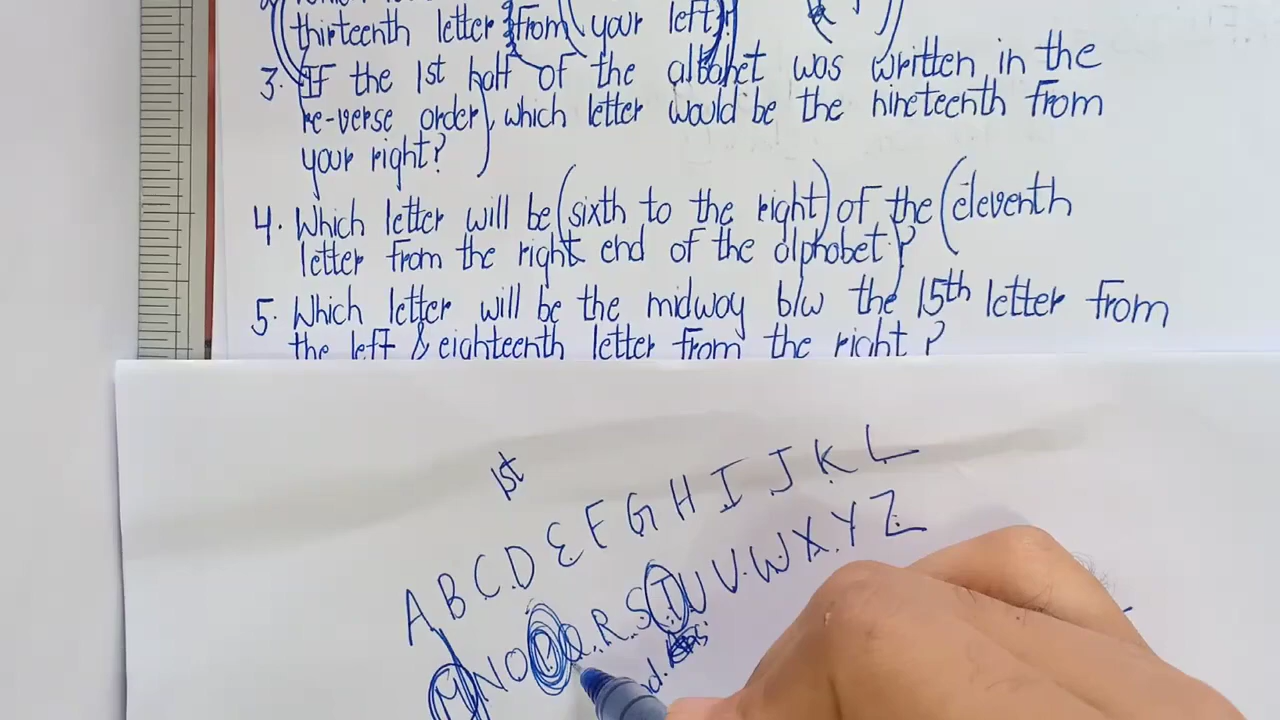 thirteenth letter from your left?
3. If the 1st half of the alfabhet was written in the
re-verse order, which letter would be the nineteenth from
your right?
4. Which letter will be (sixth to the right) of the (eleventh
letter from the right end of the alphabet)?
5. Which letter will be the midway b/w the 15th letter from
the left & eighteenth letter from the right ?
1st
A B C D E F G H I J K L
M N O P Q R S T U V W X Y Z